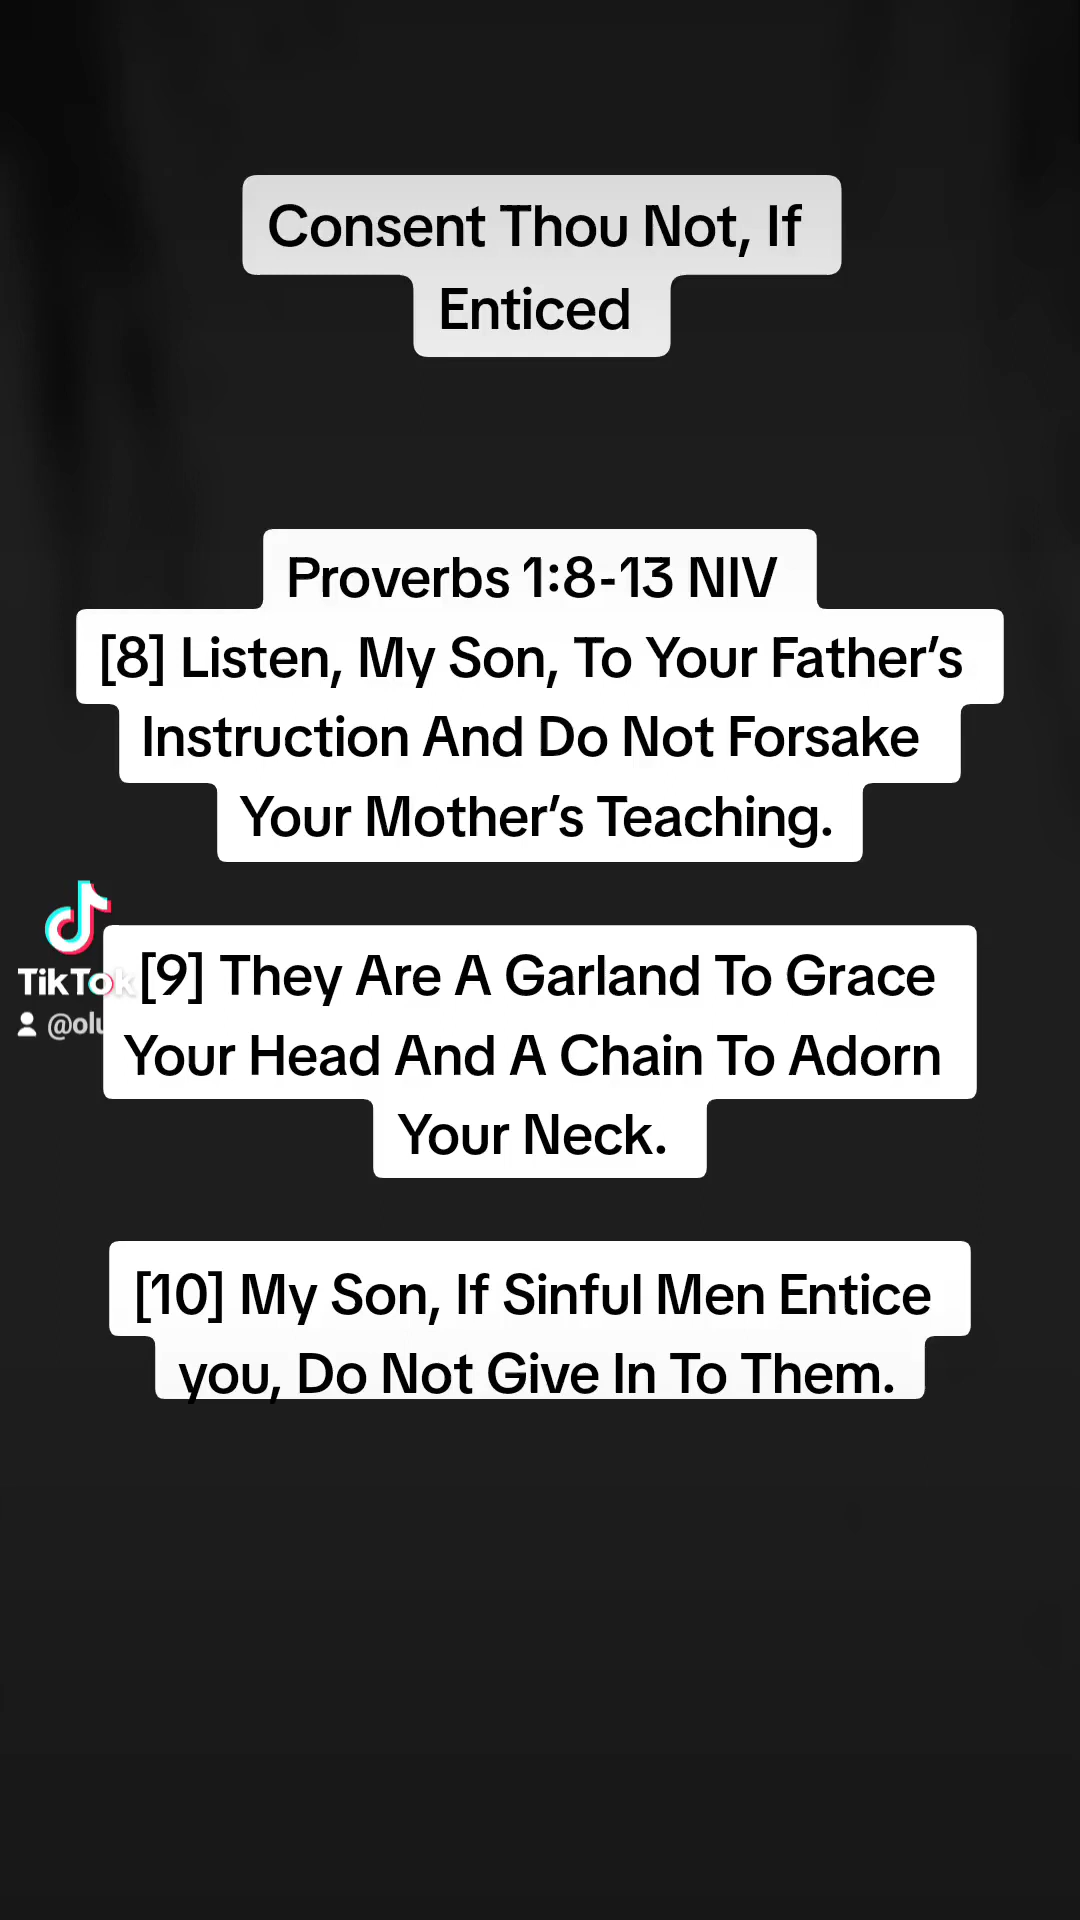 Consent Thou Not, If
Enticed
Proverbs 1:8-13 NIV
[8] Listen, My Son, To Your Father’s
Instruction And Do Not Forsake
Your Mother’s Teaching.
TikTok
[9] They Are A Garland To Grace
Your Head And A Chain To Adorn
Your Neck.
[10] My Son, If Sinful Men Entice
you, Do Not Give In To Them.